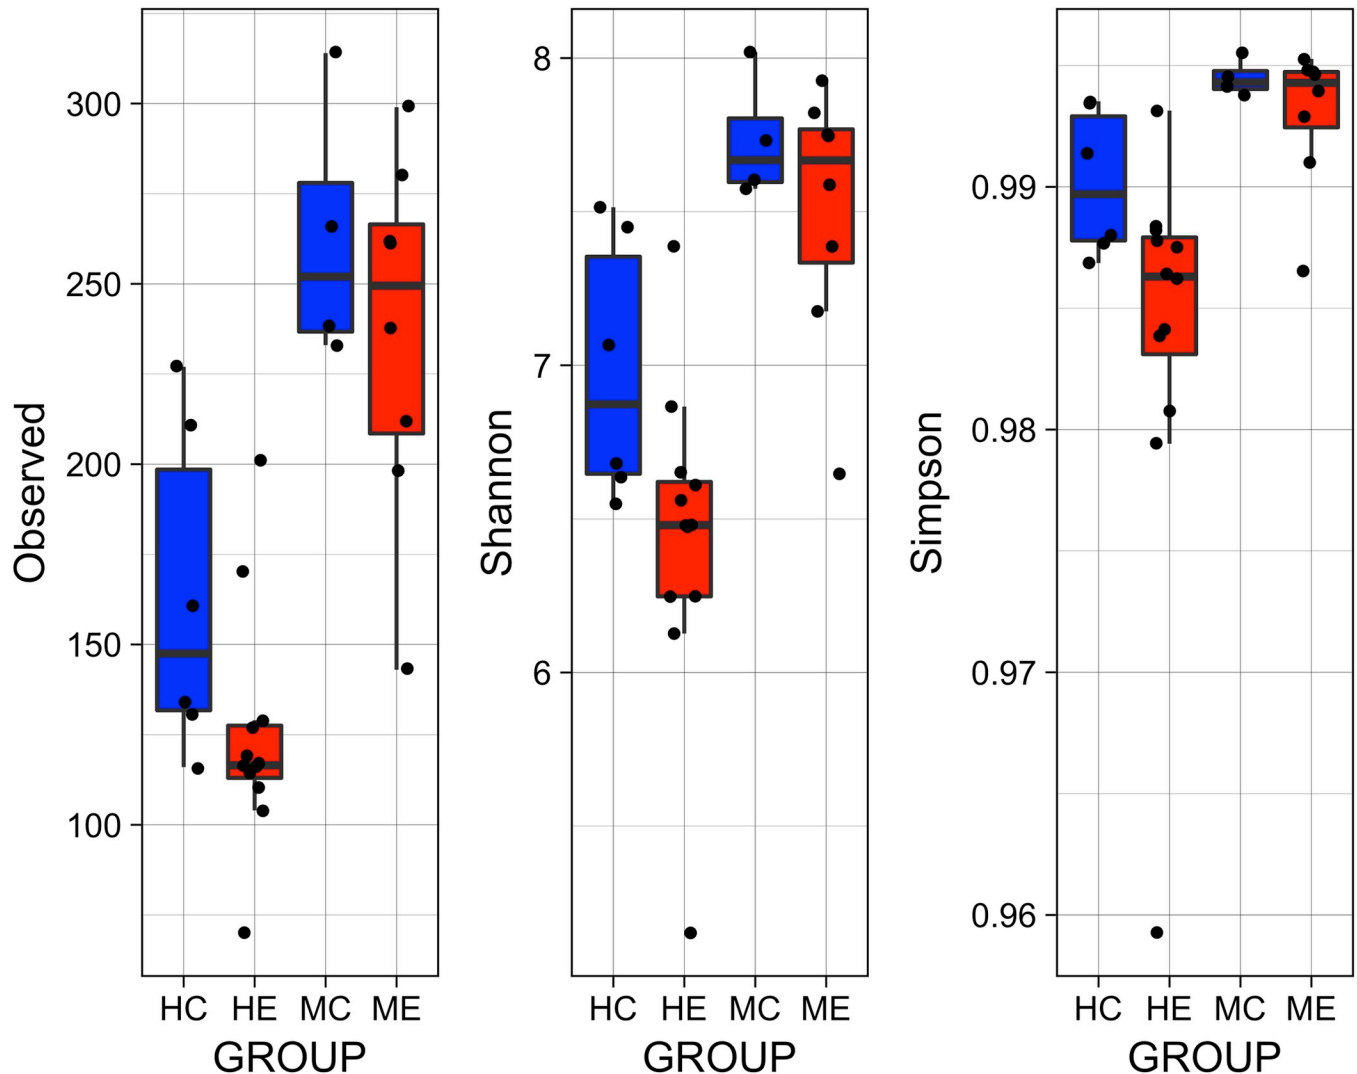 Observed
300
250
200
150
100
HC HE MC ME
GROUP
Shannon
8
7
6
HC HE MC ME
GROUP
Simpson
0.99
0.98
0.97
0.96
HC HE MC ME
GROUP